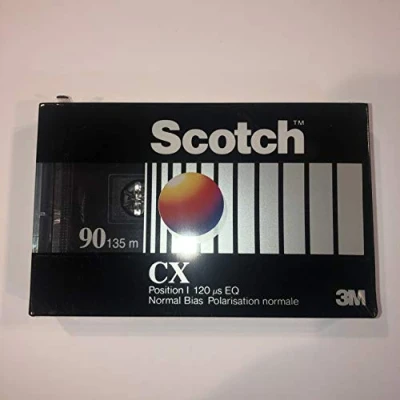 Scotch™
90 135 m
CX
Position I 120 µs EQ
Normal Bias Polarisation normale
3M